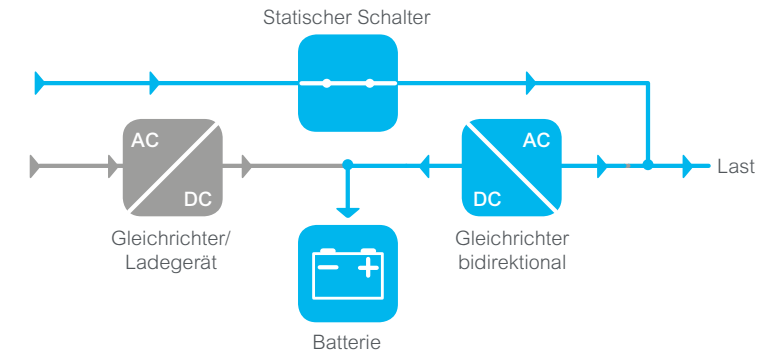 Statischer Schalter
AC
DC
AC
DC
Last
Gleichrichter/
Ladegerät
Gleichrichter
bidirektional
Batterie